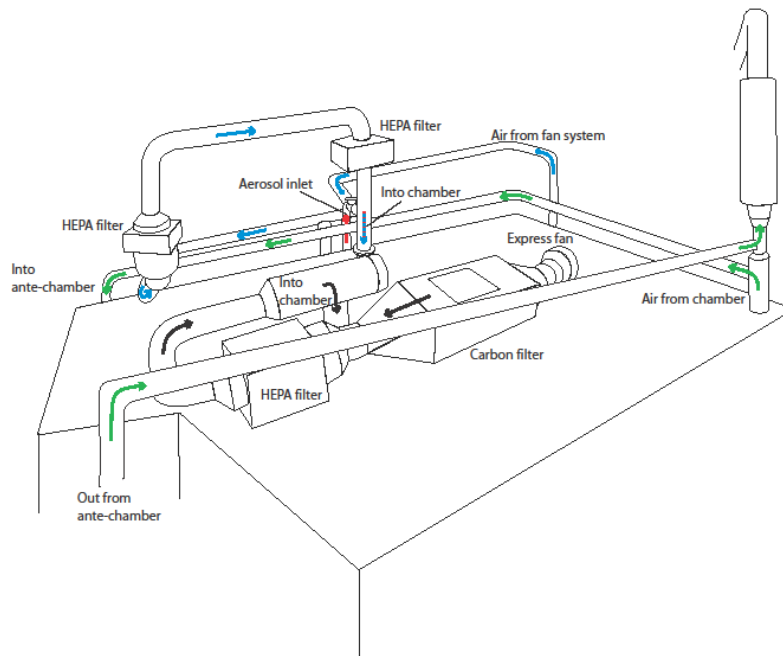 HEPA filter
Air from fan system
Aerosol inlet
Into chamber
HEPA filter
Express fan
Into
ante-chamber
Into
chamber
Air from chamber
Carbon filter
HEPA filter
Out from
ante-chamber